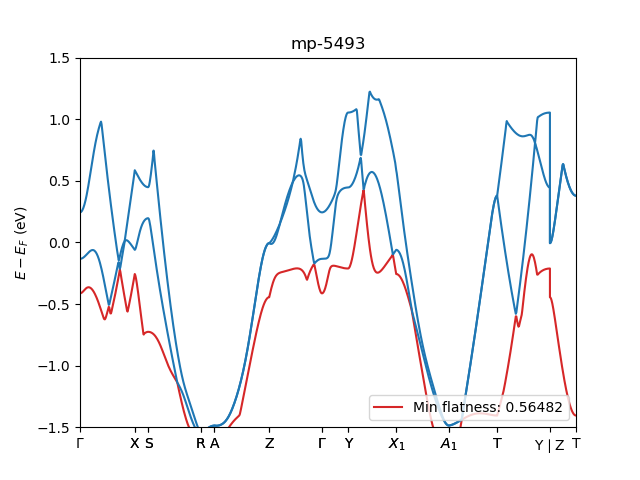 mp-5493
E − E_F (eV)
1.5
1.0
0.5
0.0
−0.5
−1.0
−1.5
Min flatness: 0.56482
Γ X S R A Z Γ Y X₁ A₁ T Y | Z T